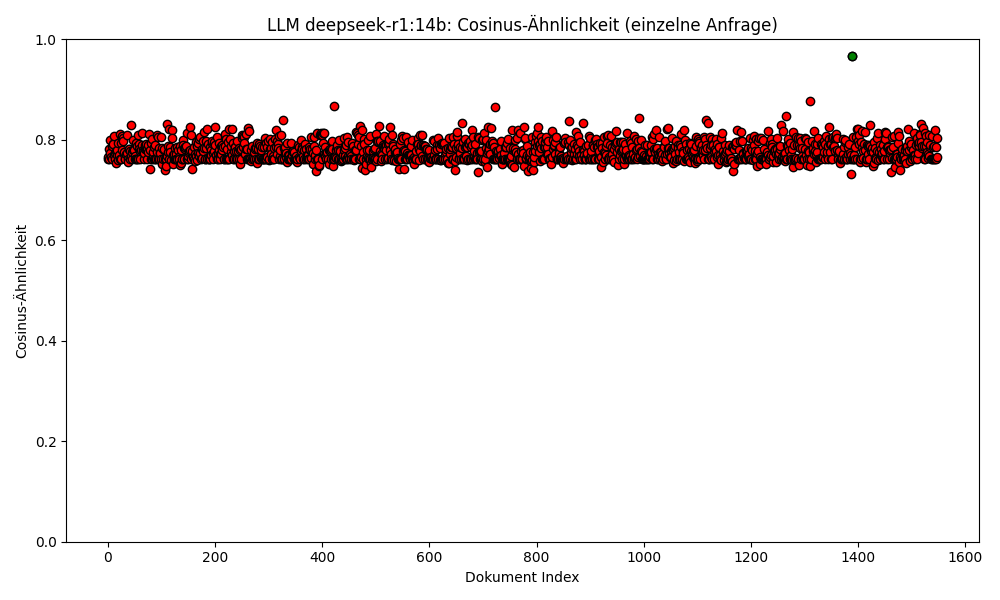 LLM deepseek-r1:14b: Cosinus-Ähnlichkeit (einzelne Anfrage)
1.0
0.8
0.6
0.4
0.2
0.0
Cosinus-Ähnlichkeit
0 200 400 600 800 1000 1200 1400 1600
Dokument Index